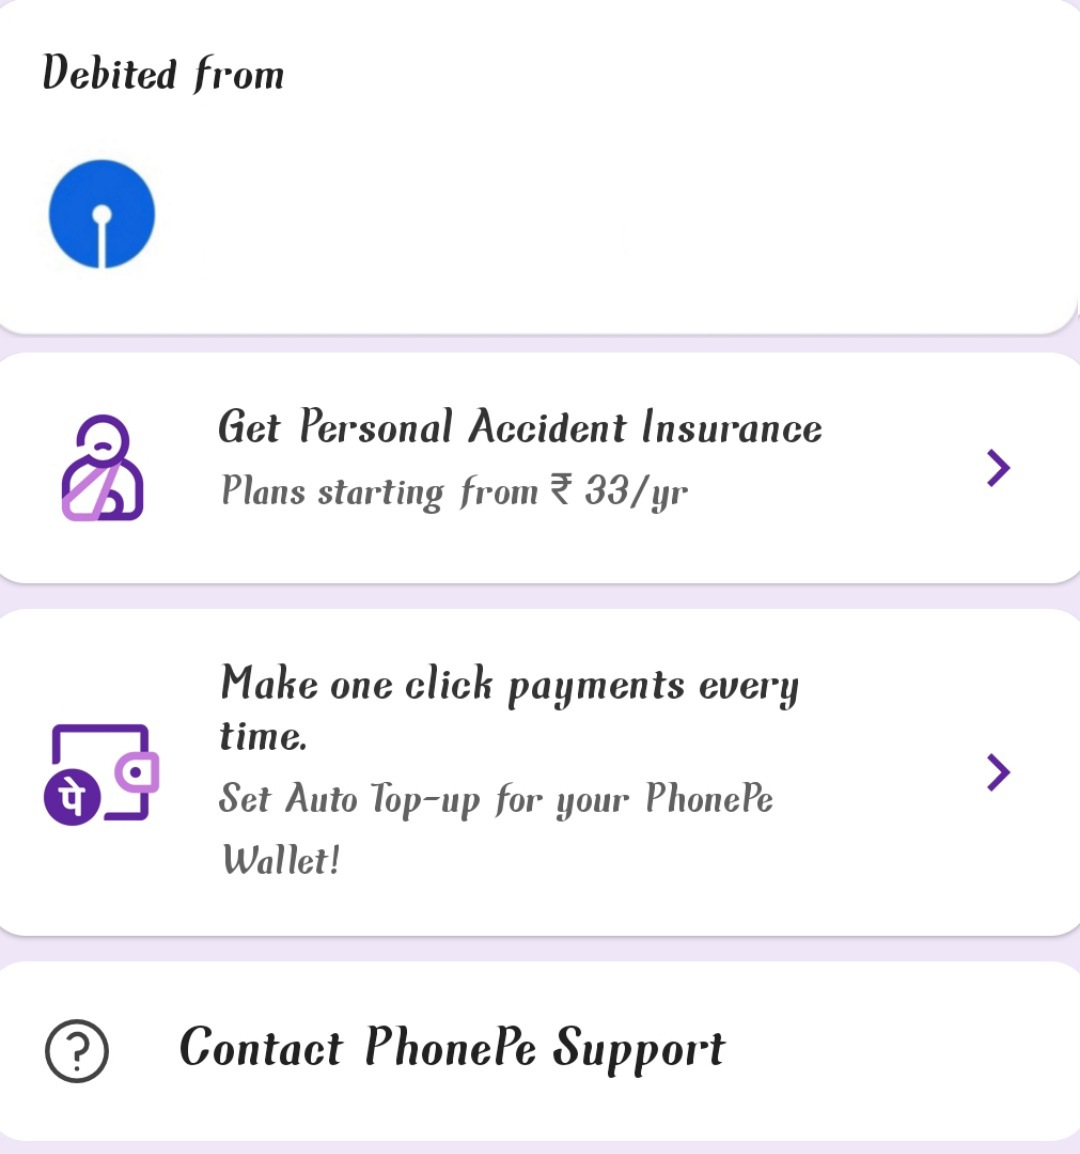 Debited from
Get Personal Accident Insurance
Plans starting from ₹ 33/yr
Make one click payments every
time.
Set Auto Top-up for your PhonePe
Wallet!
पे
Contact PhonePe Support